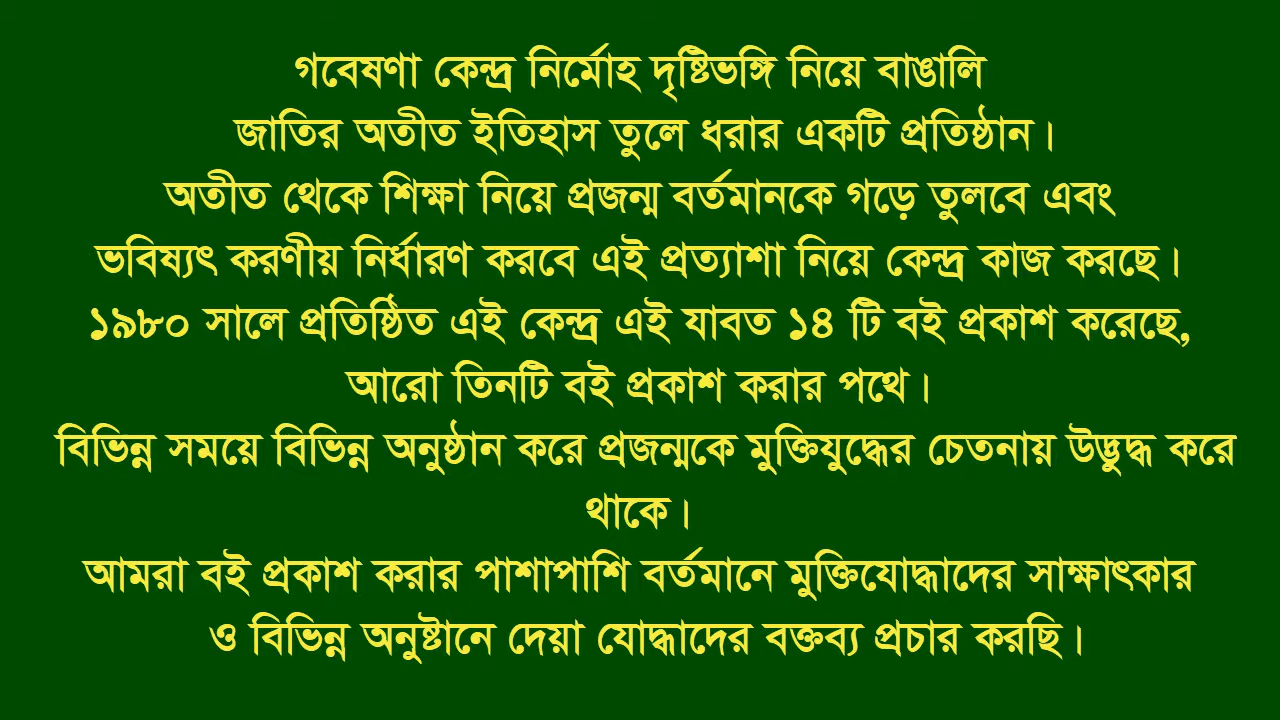 গবেষণা কেন্দ্র নির্মোহ দৃষ্টিভঙ্গি নিয়ে বাঙালি
জাতির অতীত ইতিহাস তুলে ধরার একটি প্রতিষ্ঠান।
অতীত থেকে শিক্ষা নিয়ে প্রজন্ম বর্তমানকে গড়ে তুলবে এবং
ভবিষ্যৎ করণীয় নির্ধারণ করবে এই প্রত্যাশা নিয়ে কেন্দ্র কাজ করছে।
১৯৮০ সালে প্রতিষ্ঠিত এই কেন্দ্র এই যাবত ১৪ টি বই প্রকাশ করেছে,
আরো তিনটি বই প্রকাশ করার পথে।
বিভিন্ন সময়ে বিভিন্ন অনুষ্ঠান করে প্রজন্মকে মুক্তিযুদ্ধের চেতনায় উদ্ভুদ্ধ করে
থাকে।
আমরা বই প্রকাশ করার পাশাপাশি বর্তমানে মুক্তিযোদ্ধাদের সাক্ষাৎকার
ও বিভিন্ন অনুষ্টানে দেয়া যোদ্ধাদের বক্তব্য প্রচার করছি।